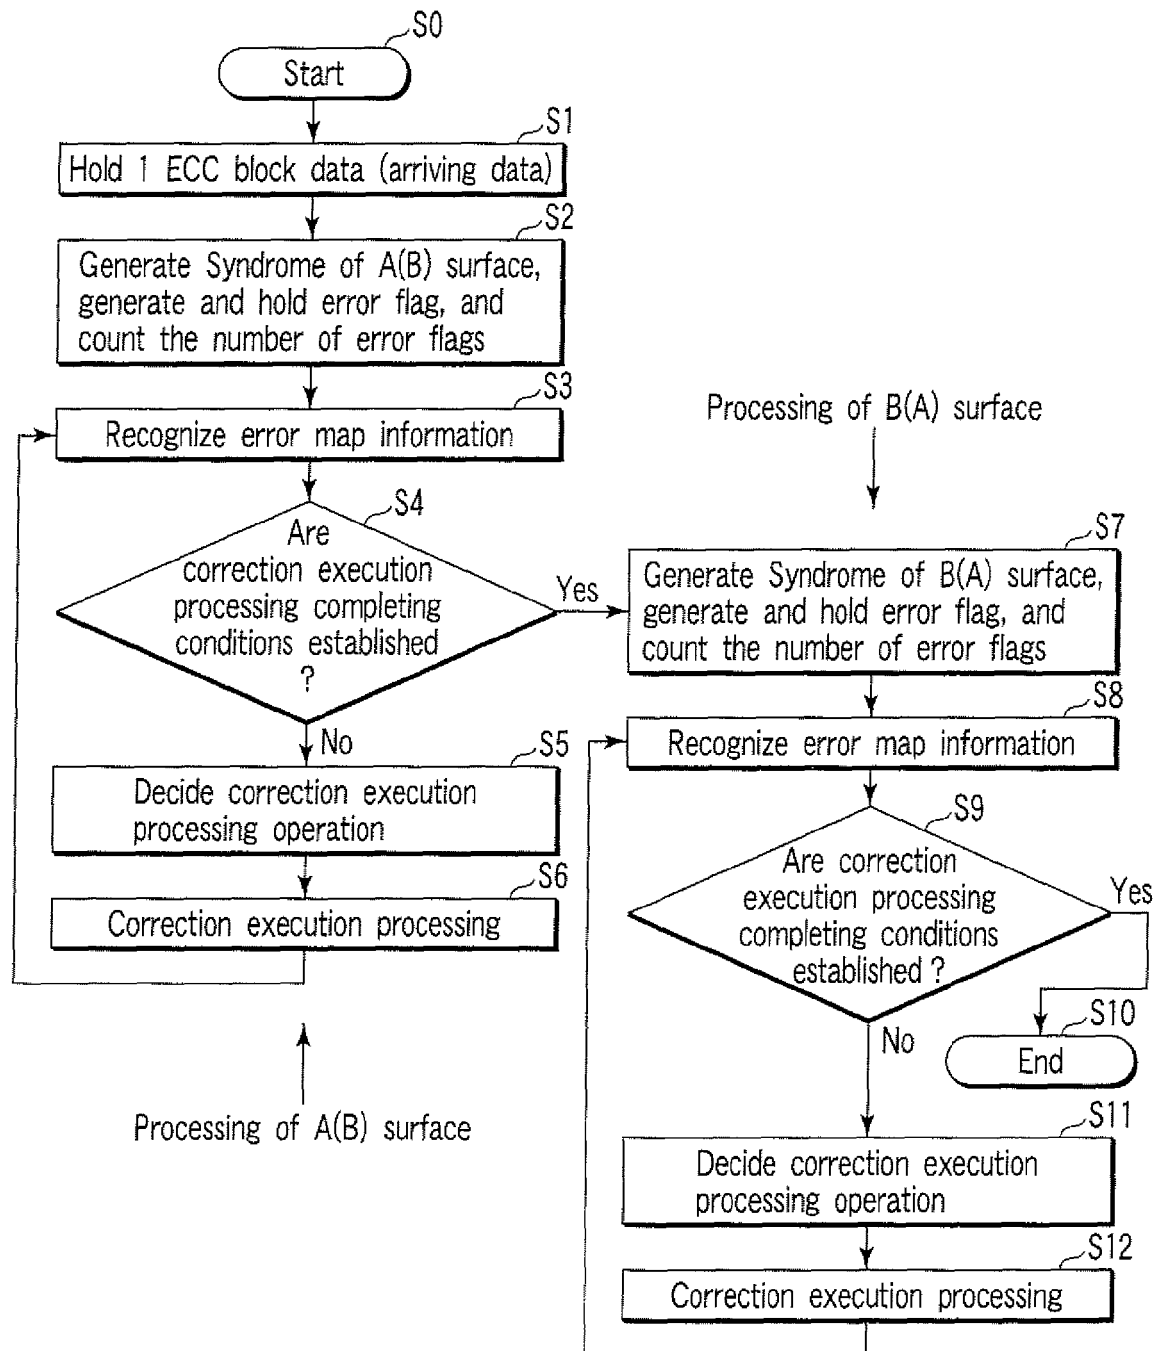 S0
Start
S1
Hold 1 ECC block data (arriving data)
S2
Generate Syndrome of A(B) surface,
generate and hold error flag, and
count the number of error flags
S3
Recognize error map information
S4
Are
correction execution
processing completing
conditions established
?
Yes
No
S5
Decide correction execution
processing operation
S6
Correction execution processing
Processing of A(B) surface
Processing of B(A) surface
S7
Generate Syndrome of B(A) surface,
generate and hold error flag, and
count the number of error flags
S8
Recognize error map information
S9
Are correction
execution processing
completing conditions
established ?
Yes
S10
End
No
S11
Decide correction execution
processing operation
S12
Correction execution processing